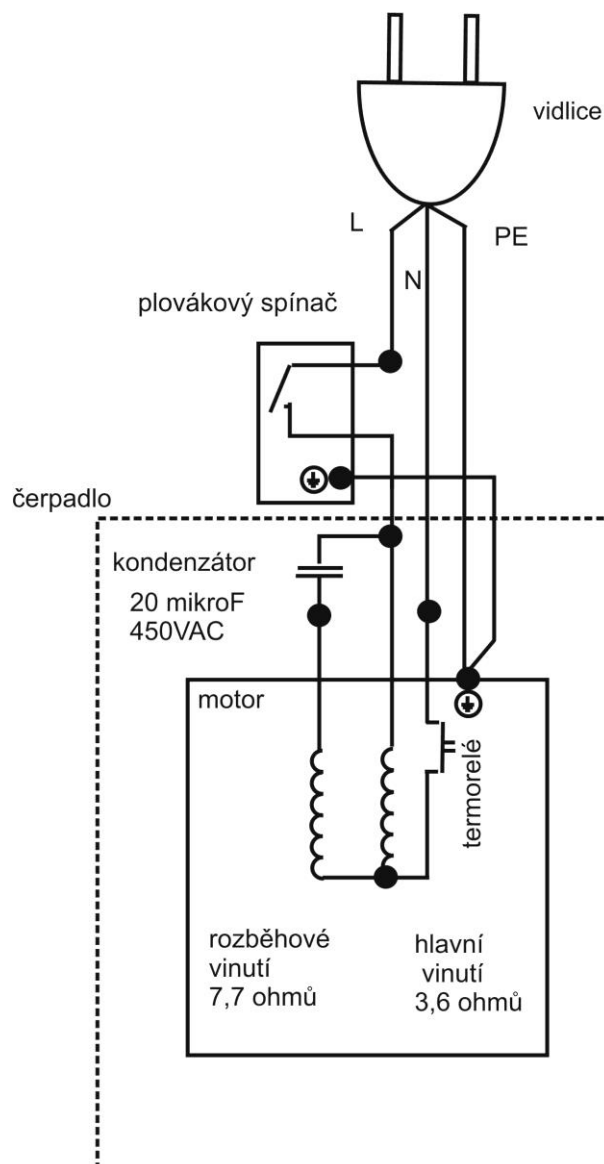 vidlice
L
PE
N
plovákový spínač
čerpadlo
kondenzátor
20 mikroF
450VAC
motor
termorelé
rozběhové
vinutí
7,7 ohmů
hlavní
vinutí
3,6 ohmů